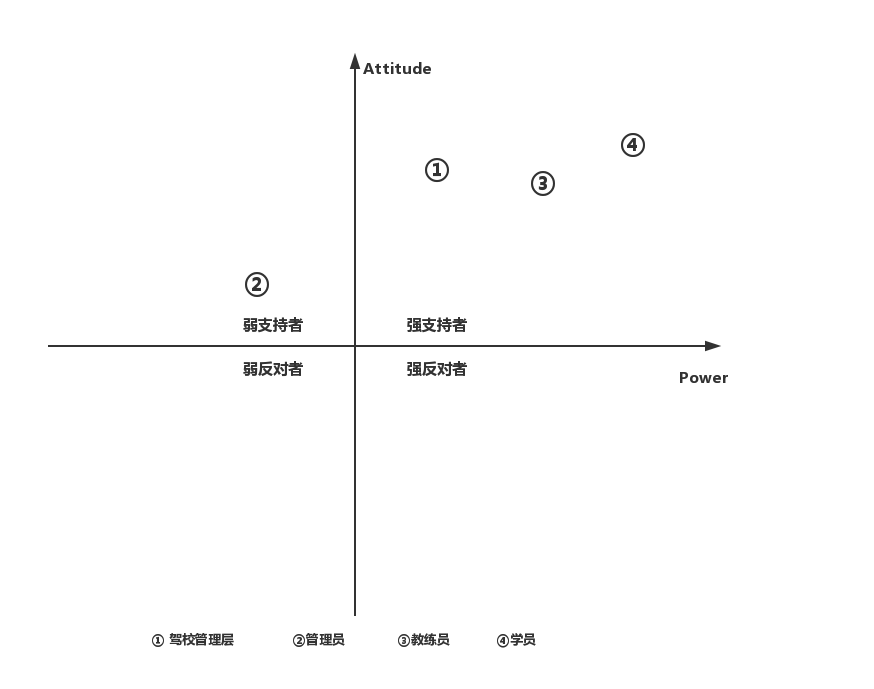 Attitude
④
①
③
②
弱支持者 强支持者
弱反对者 强反对者
Power
① 驾校管理层 ②管理员 ③教练员 ④学员